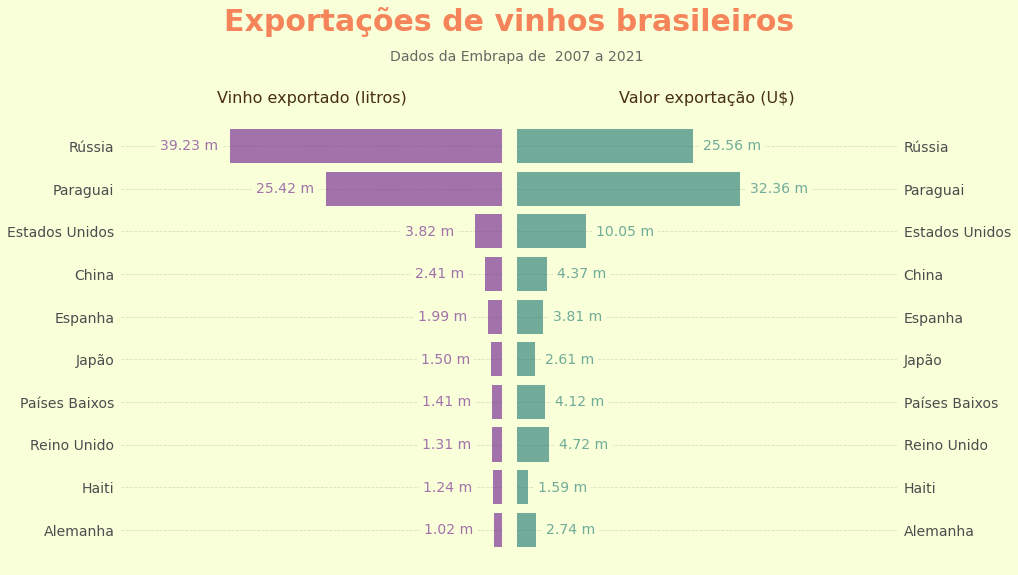 Exportações de vinhos brasileiros
Dados da Embrapa de  2007 a 2021
Vinho exportado (litros) Valor exportação (U$)
Rússia 39.23 m 25.56 m Rússia
Paraguai 25.42 m 32.36 m Paraguai
Estados Unidos 3.82 m 10.05 m Estados Unidos
China 2.41 m 4.37 m China
Espanha 1.99 m 3.81 m Espanha
Japão 1.50 m 2.61 m Japão
Países Baixos 1.41 m 4.12 m Países Baixos
Reino Unido 1.31 m 4.72 m Reino Unido
Haiti 1.24 m 1.59 m Haiti
Alemanha 1.02 m 2.74 m Alemanha